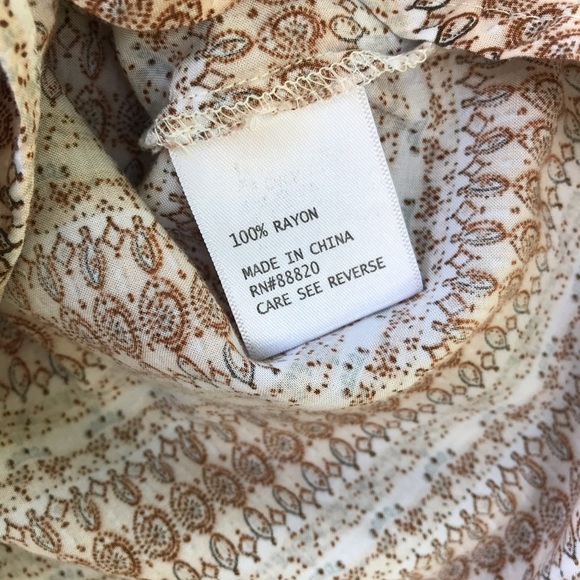 100% RAYON
MADE IN CHINA
RN#88820
CARE SEE REVERSE